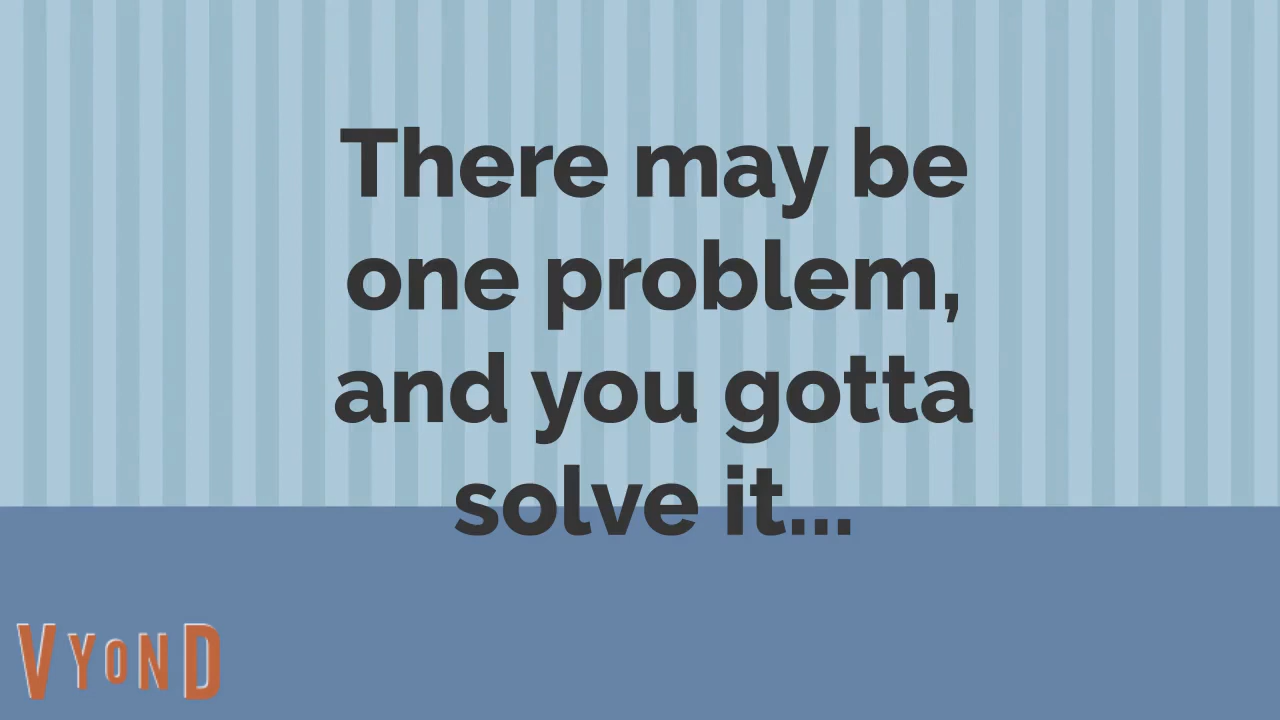 There may be
one problem,
and you gotta
solve it...
VYOND